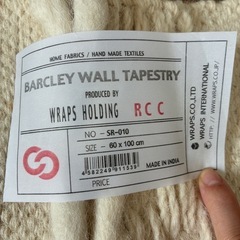 HOME FABRICS / HAND MADE TEXTILES
BARCLEY WALL TAPESTRY
PRODUCED BY
WRAPS HOLDING RCC
NO - SR-010
SIZE - 60 x 100 cm
4582249911539
MADE IN INDIA
PRICE
WRAPS.CO.,LTD
WRAPS INTERNATIONAL